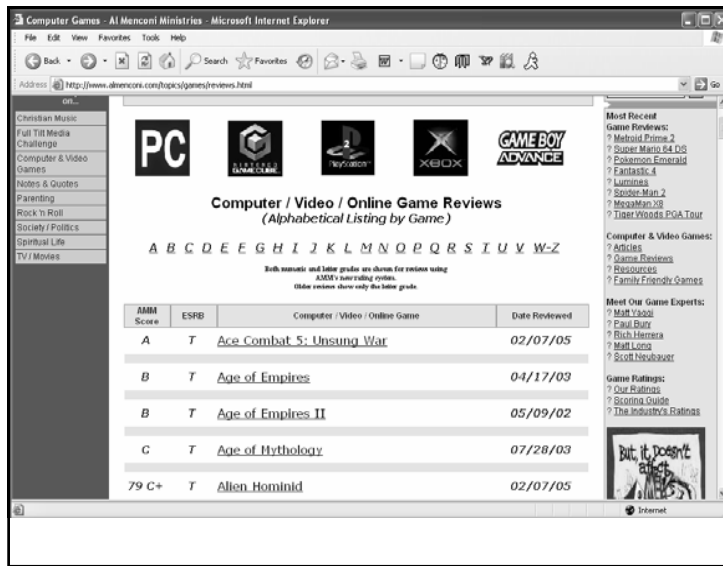 Computer Games - Al Menconi Ministries - Microsoft Internet Explorer
File Edit View Favorites Tools Help
Back Search Favorites
Address http://www.almenconi.com/topics/games/reviews.html Go
on...
Christian Music
Full Tilt Media
Challenge
Computer & Video
Games
Notes & Quotes
Parenting
Rock 'n Roll
Society / Politics
Spiritual Life
TV / Movies
PC
NINTENDO
GAMECUBE
2
PlayStation
XBOX
GAME BOY
ADVANCE
Computer / Video / Online Game Reviews
(Alphabetical Listing by Game)
A B C D E F G H I J K L M N O P Q R S T U V W-Z
Both numeric and letter grades are shown for reviews using
AMM's new rating system.
Older reviews show only the letter grade.
AMM
Score ESRB Computer / Video / Online Game Date Reviewed
A T Ace Combat 5: Unsung War 02/07/05
B T Age of Empires 04/17/03
B T Age of Empires II 05/09/02
C T Age of Mythology 07/28/03
79 C+ T Alien Hominid 02/07/05
Most Recent
Game Reviews:
? Metroid Prime 2
? Super Mario 64 DS
? Pokemon Emerald
? Fantastic 4
? Lumines
? Spider-Man 2
? MegaMan X8
? Tiger Woods PGA Tour
Computer & Video Games:
? Articles
? Game Reviews
? Resources
? Family Friendly Games
Meet Our Game Experts:
? Matt Yaggi
? Paul Bury
? Rich Herrera
? Matt Long
? Scott Neubauer
Game Ratings:
? Our Ratings
? Scoring Guide
? The Industry's Ratings
But, it doesn't
affect
Internet